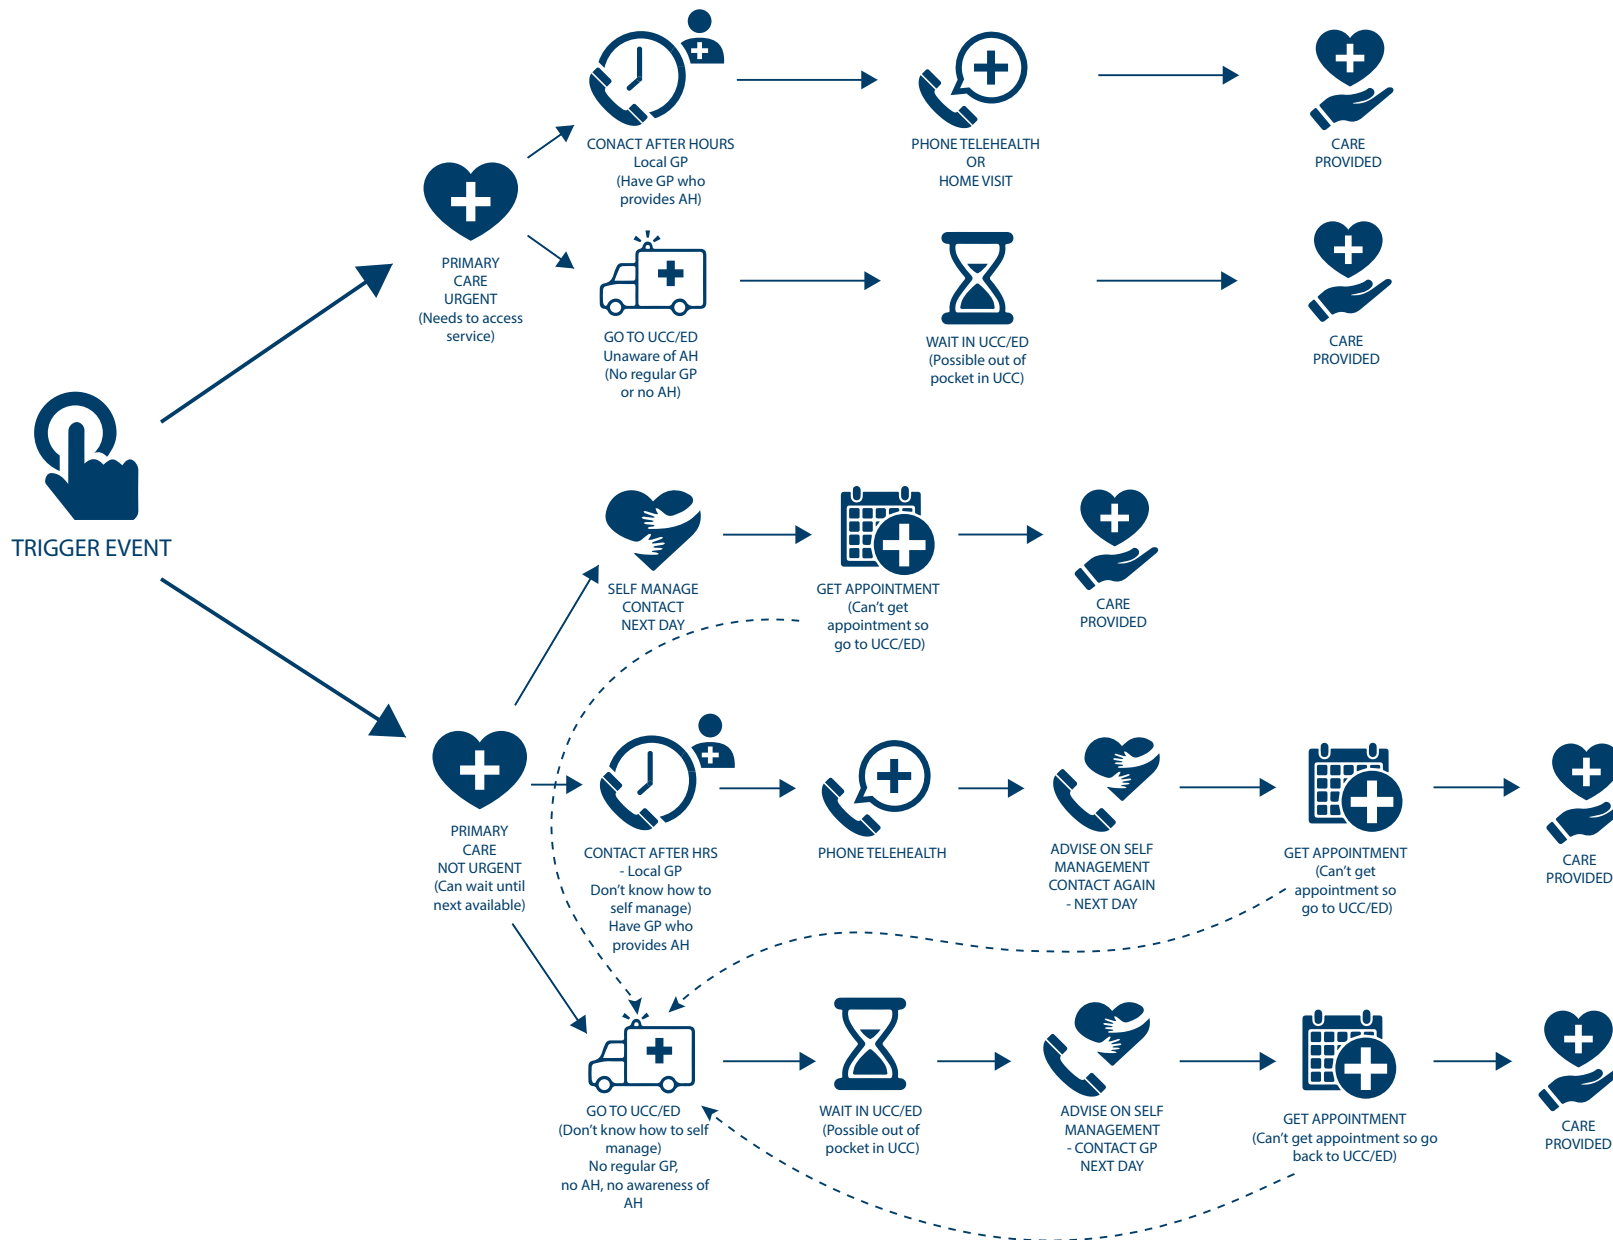 CONACT AFTER HOURS
Local GP
(Have GP who
provides AH)
PHONE TELEHEALTH
OR
HOME VISIT
CARE
PROVIDED
PRIMARY
CARE
URGENT
(Needs to access
service)
GO TO UCC/ED
Unaware of AH
(No regular GP
or no AH)
WAIT IN UCC/ED
(Possible out of
pocket in UCC)
CARE
PROVIDED
TRIGGER EVENT
SELF MANAGE
CONTACT
NEXT DAY
GET APPOINTMENT
(Can't get
appointment so
go to UCC/ED)
CARE
PROVIDED
PRIMARY
CARE
NOT URGENT
(Can wait until
next available)
CONTACT AFTER HRS
- Local GP
Don't know how to
self manage)
Have GP who
provides AH
PHONE TELEHEALTH
ADVISE ON SELF
MANAGEMENT
CONTACT AGAIN
- NEXT DAY
GET APPOINTMENT
(Can't get
appointment so
go to UCC/ED)
CARE
PROVIDED
GO TO UCC/ED
(Don't know how to self
manage)
No regular GP,
no AH, no awareness of
AH
WAIT IN UCC/ED
(Possible out of
pocket in UCC)
ADVISE ON SELF
MANAGEMENT
- CONTACT GP
NEXT DAY
GET APPOINTMENT
(Can't get appointment so go
back to UCC/ED)
CARE
PROVIDED